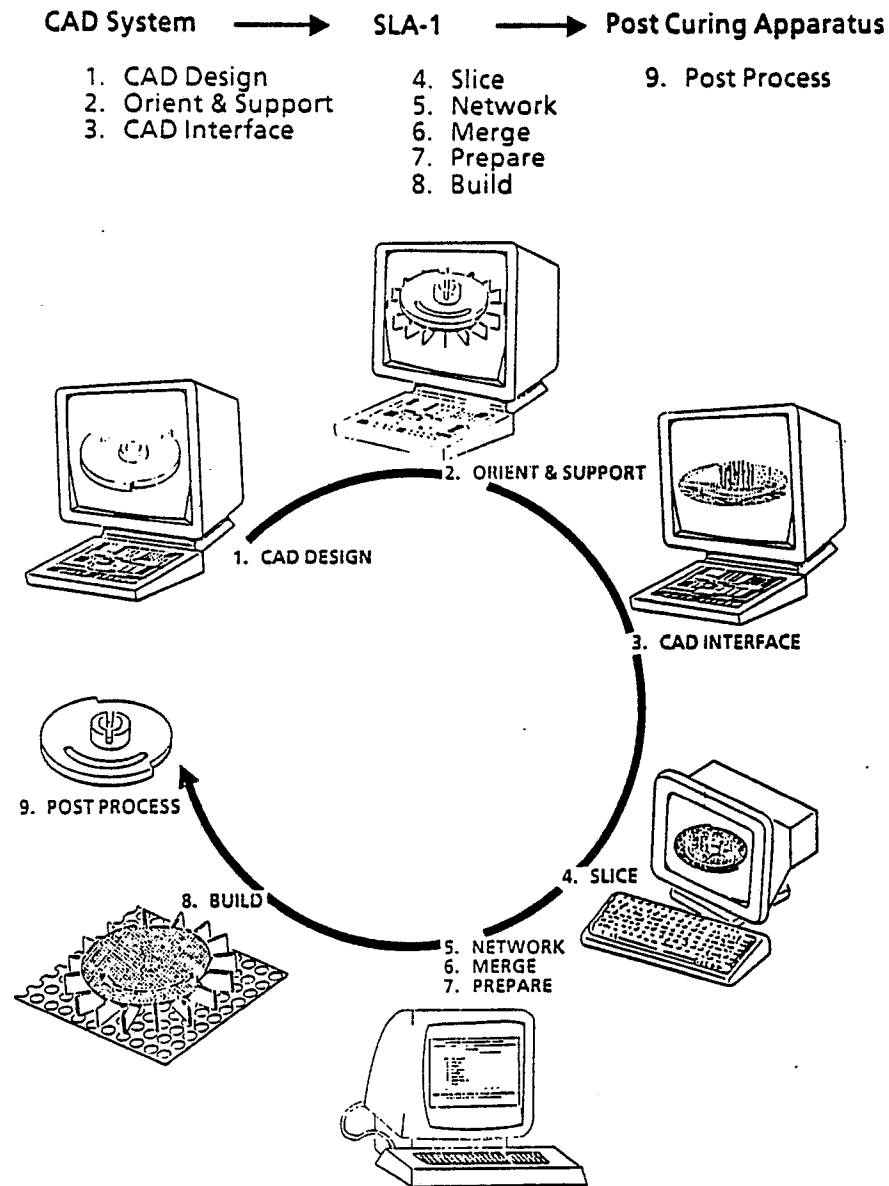 CAD System → SLA-1 → Post Curing Apparatus
1. CAD Design
2. Orient & Support
3. CAD Interface
4. Slice
5. Network
6. Merge
7. Prepare
8. Build
9. Post Process
2. ORIENT & SUPPORT
1. CAD DESIGN
3. CAD INTERFACE
9. POST PROCESS
4. SLICE
8. BUILD
5. NETWORK
6. MERGE
7. PREPARE